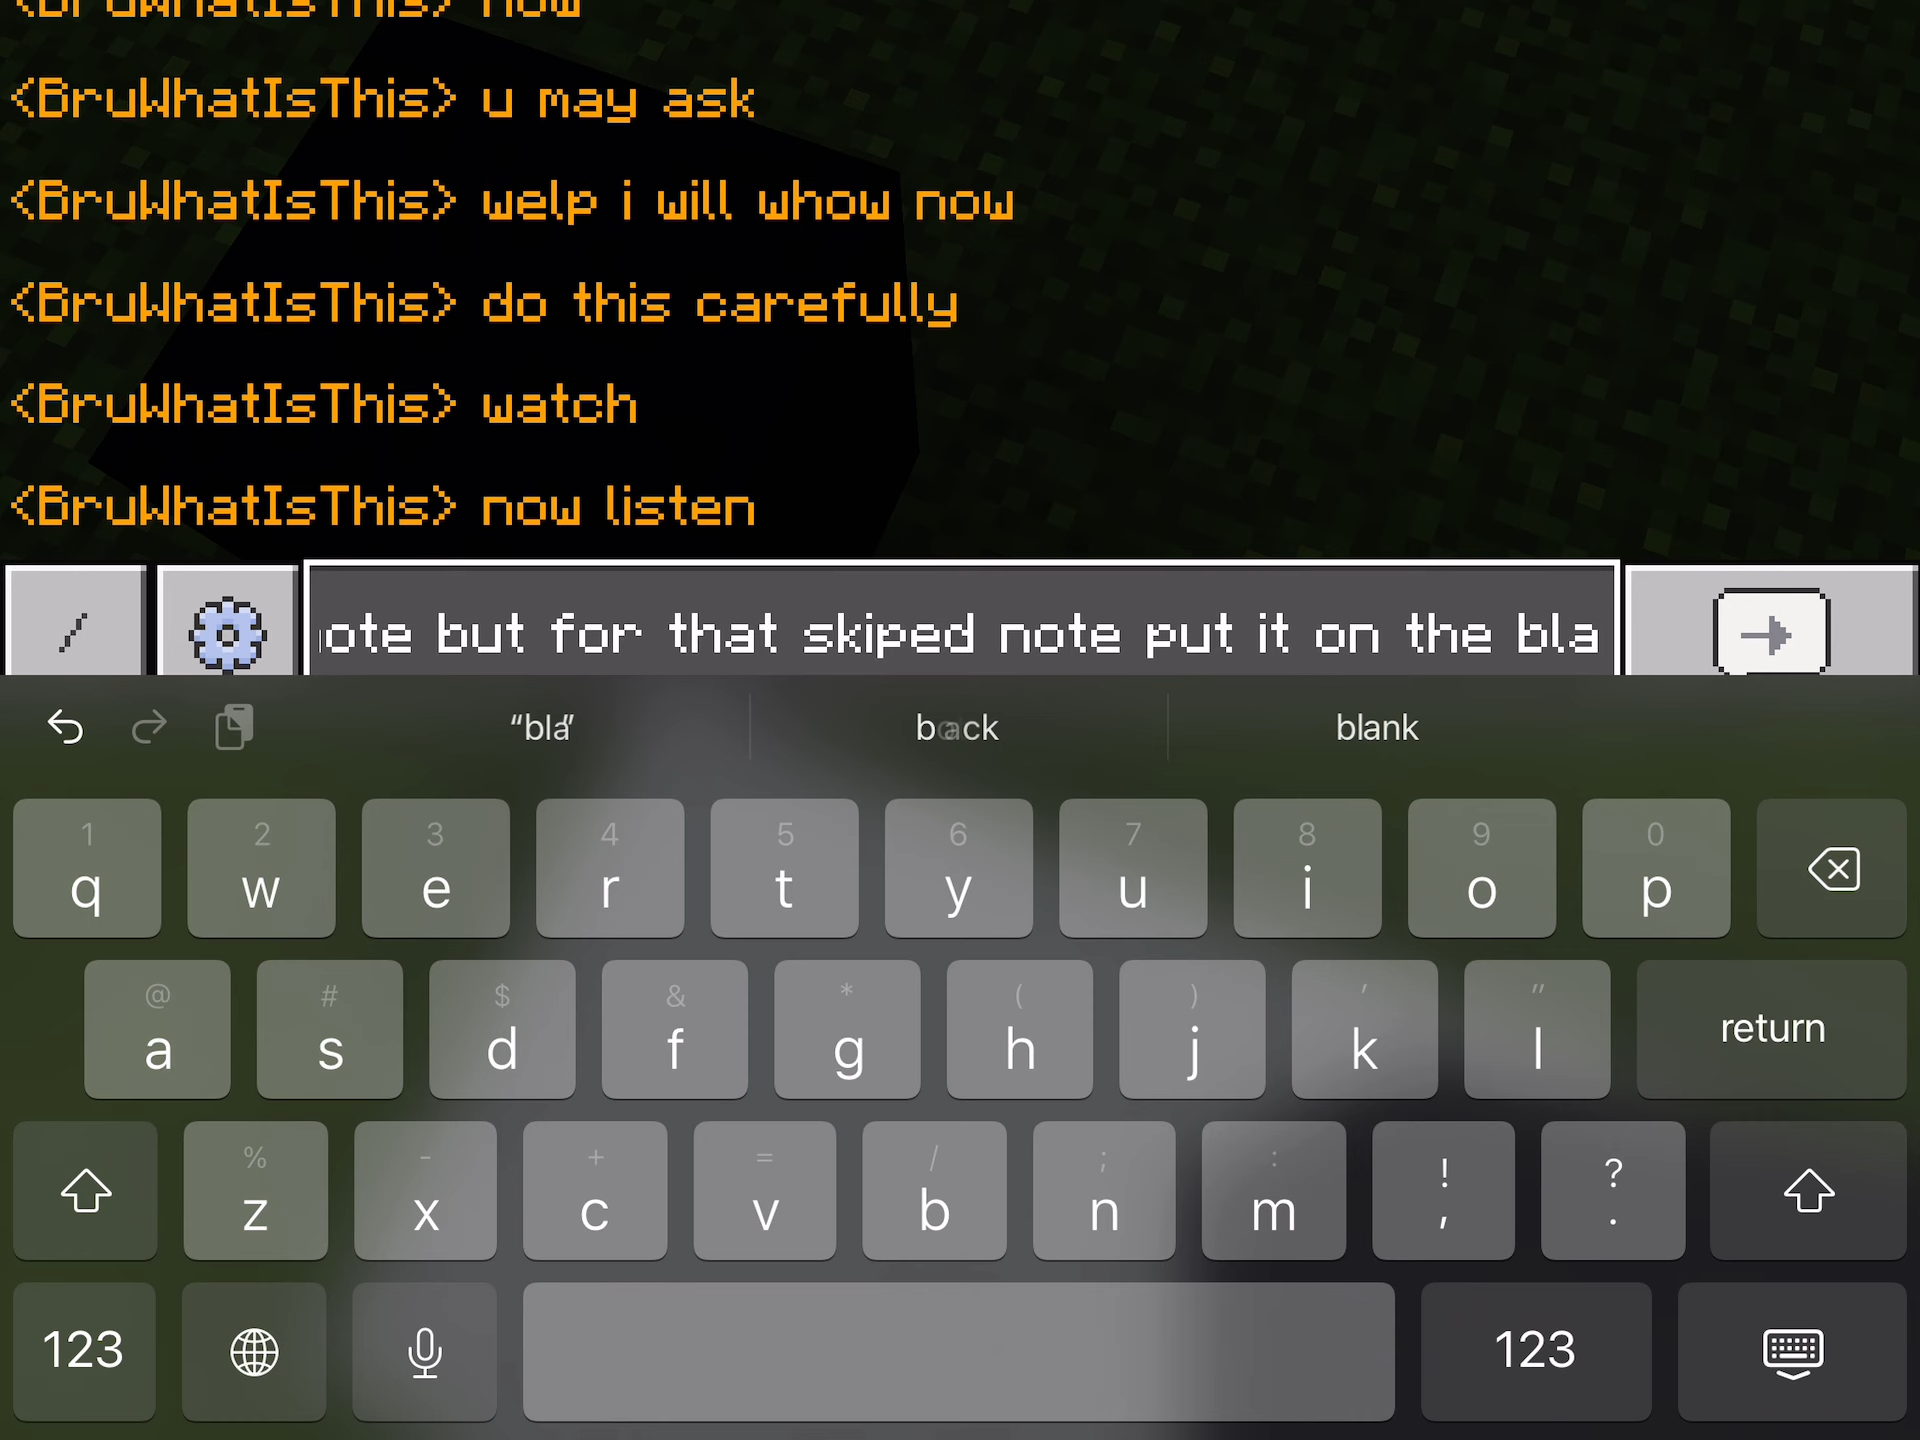 <BruWhatIsThis> now
<BruWhatIsThis> u may ask
<BruWhatIsThis> welp i will whow now
<BruWhatIsThis> do this carefully
<BruWhatIsThis> watch
<BruWhatIsThis> now listen
/ ote but for that skiped note put it on the bla
“bla” back blank
1 2 3 4 5 6 7 8 9 0
q w e r t y u i o p
@ # $ & * ( ) ' "
a s d f g h j k l return
% - + = / ; : ! ?
z x c v b n m , .
123 123